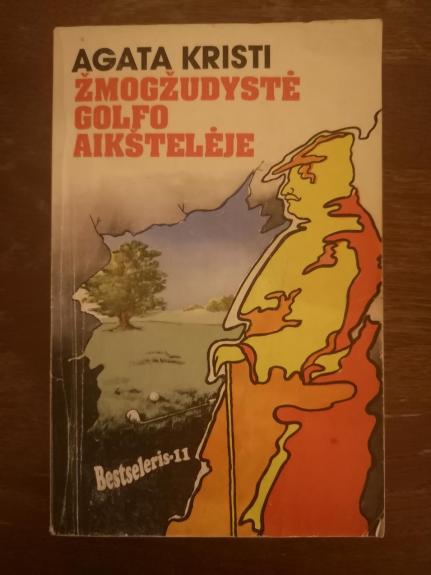 AGATA KRISTI
ŽMOGŽUDYSTĖ
GOLFO
AIKŠTELĖJE
Bestseleris-11